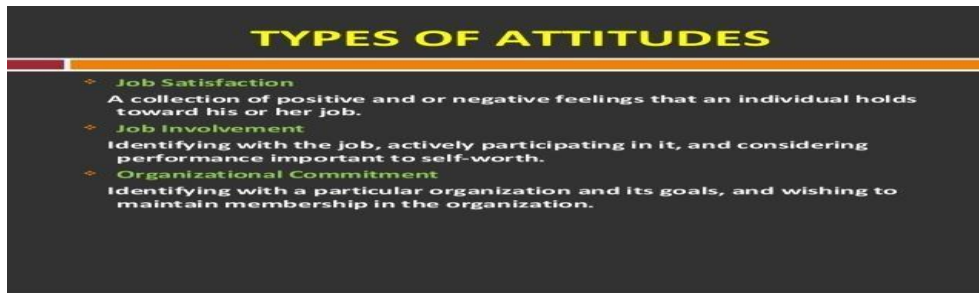 TYPES OF ATTITUDES
Job Satisfaction
A collection of positive and or negative feelings that an individual holds
toward his or her job.
Job Involvement
Identifying with the job, actively participating in it, and considering
performance important to self-worth.
Organizational Commitment
Identifying with a particular organization and its goals, and wishing to
maintain membership in the organization.